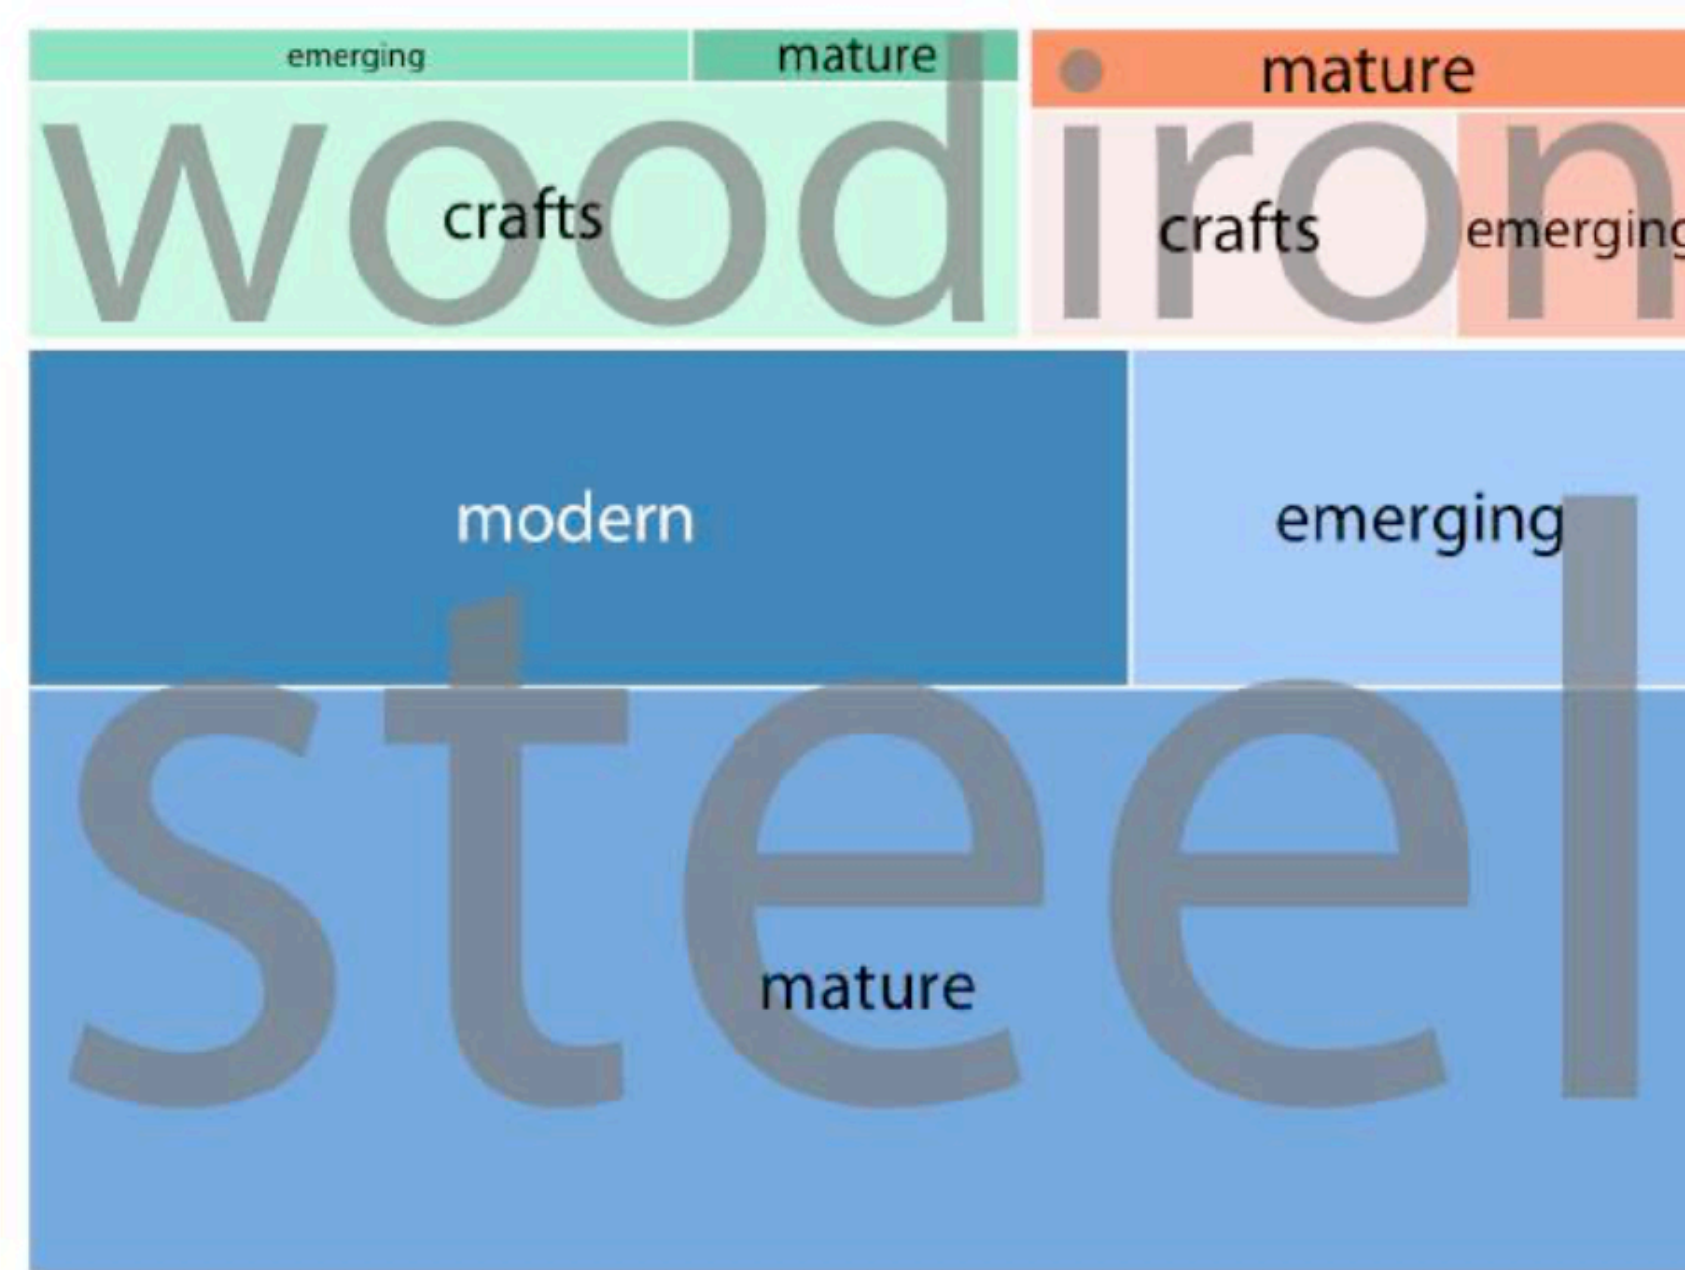 emerging
mature
mature
wood
iron
crafts
crafts
emerging
modern
emerging
steel
mature